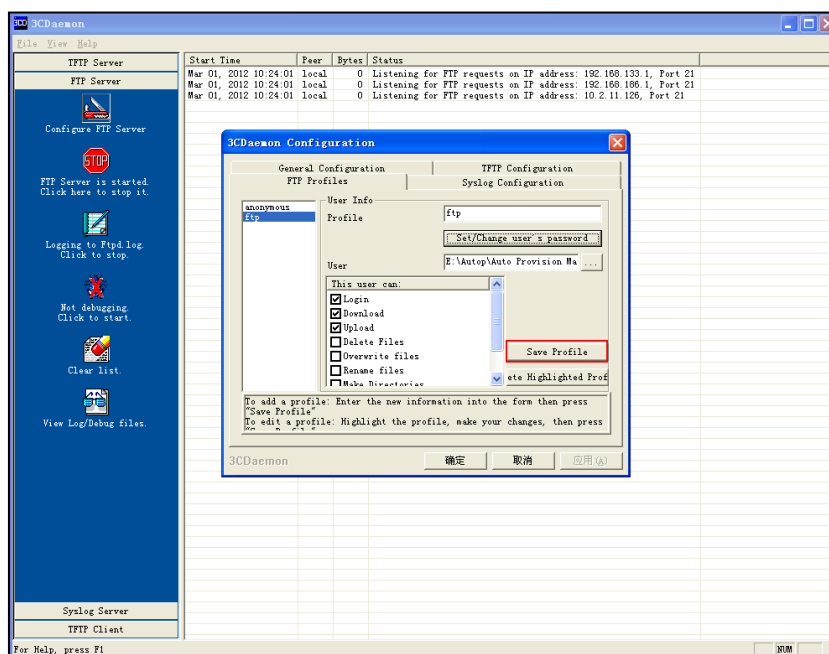 3CDaemon
File View Help
TFTP Server
FTP Server
Configure FTP Server
STOP
FTP Server is started.
Click here to stop it.
Logging to Ftpd.log.
Click to stop.
Not debugging.
Click to start.
Clear list.
View Log/Debug files.
Syslog Server
TFTP Client
Start Time Peer Bytes Status
Mar 01, 2012 10:24:01 local 0 Listening for FTP requests on IP address: 192.168.133.1, Port 21
Mar 01, 2012 10:24:01 local 0 Listening for FTP requests on IP address: 192.168.186.1, Port 21
Mar 01, 2012 10:24:01 local 0 Listening for FTP requests on IP address: 10.2.11.126, Port 21
3CDaemon Configuration
General Configuration TFTP Configuration
FTP Profiles Syslog Configuration
anonymous
ftp
User Info
Profile ftp
Set/Change user's password
User E:\Autop\Auto Provision Ma ...
This user can:
Login
Download
Upload
Delete Files
Overwrite files
Rename files
Make Directories
Save Profile
ete Highlighted Prof
To add a profile: Enter the new information into the form then press
"Save Profile"
To edit a profile: Highlight the profile, make your changes, then press
3CDaemon
确定 取消 应用(A)
For Help, press F1 NUM